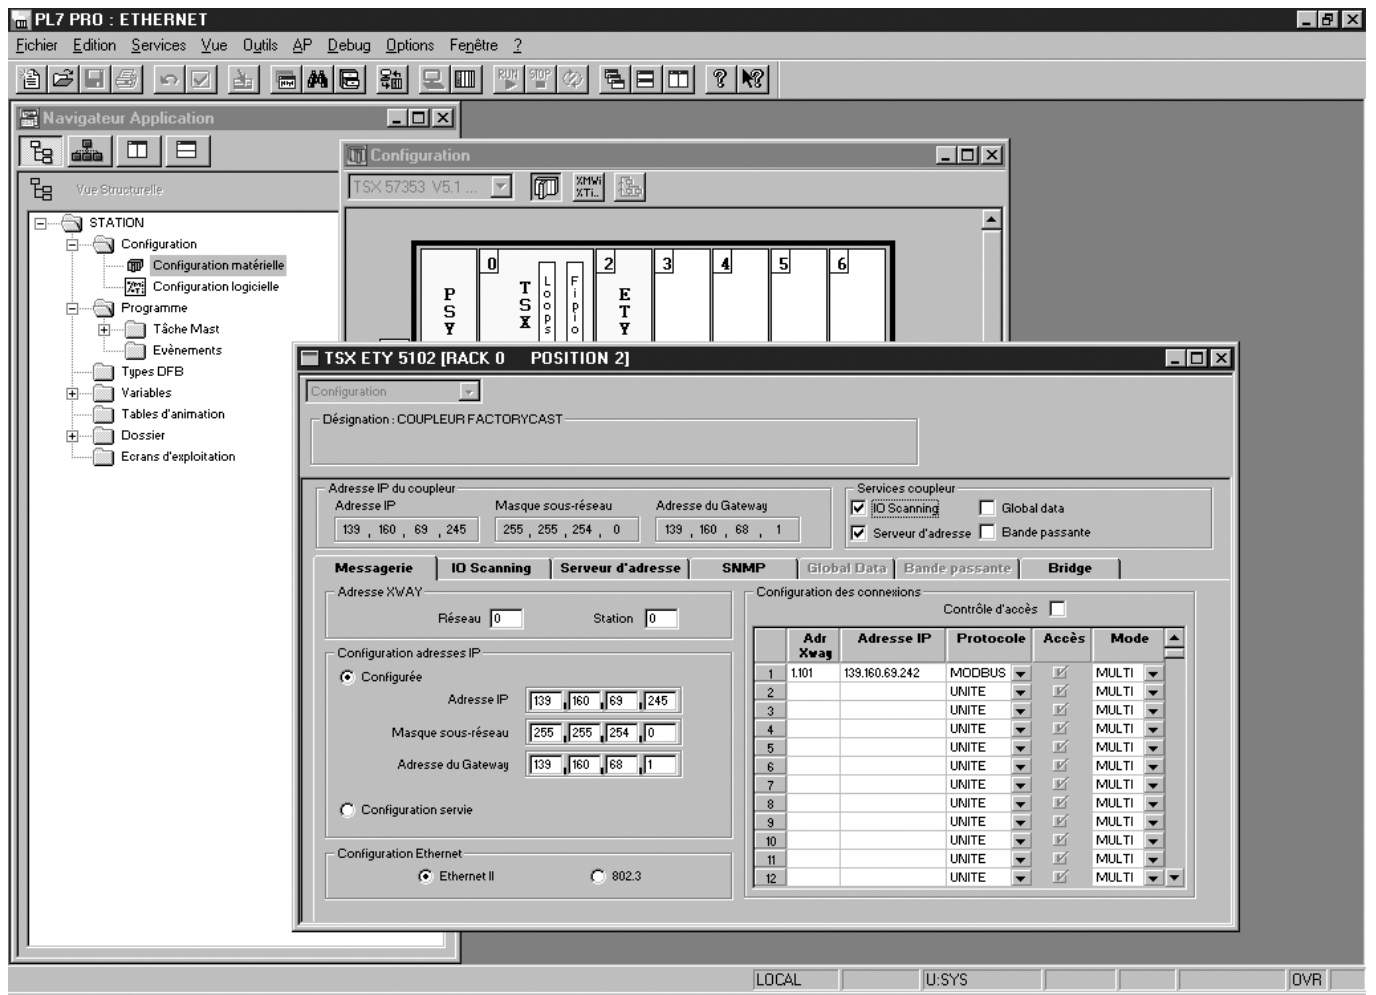 PL7 PRO : ETHERNET
Fichier Edition Services Vue Outils AP Debug Options Fenêtre ?
RUN STOP
Navigateur Application
Vue Structurelle
STATION
Configuration
Configuration matérielle
Configuration logicielle
Programme
Tâche Mast
Evènements
Types DFB
Variables
Tables d'animation
Dossier
Ecrans d'exploitation
Configuration
TSX 57353 V5.1 ...
XMWi
XTi..
0 2 3 4 5 6
PSY
TSX
Loops
Fipio
ETY
TSX ETY 5102 [RACK 0 POSITION 2]
Configuration
Désignation : COUPLEUR FACTORYCAST
Adresse IP du coupleur
Adresse IP Masque sous-réseau Adresse du Gateway
139 , 160 , 69 , 245 255 , 255 , 254 , 0 139 , 160 , 68 , 1
Services coupleur
IO Scanning Global data
Serveur d'adresse Bande passante
Messagerie IO Scanning Serveur d'adresse SNMP Global Data Bande passante Bridge
Adresse XWAY
Réseau 0 Station 0
Configuration adresses IP
Configurée
Adresse IP 139 , 160 , 69 , 245
Masque sous-réseau 255 , 255 , 254 , 0
Adresse du Gateway 139 , 160 , 68 , 1
Configuration servie
Configuration Ethernet
Ethernet II 802.3
Configuration des connexions
Contrôle d'accès
Adr Xway Adresse IP Protocole Accès Mode
1 1.101 139.160.69.242 MODBUS MULTI
2 UNITE MULTI
3 UNITE MULTI
4 UNITE MULTI
5 UNITE MULTI
6 UNITE MULTI
7 UNITE MULTI
8 UNITE MULTI
9 UNITE MULTI
10 UNITE MULTI
11 UNITE MULTI
12 UNITE MULTI
LOCAL U:SYS OVR